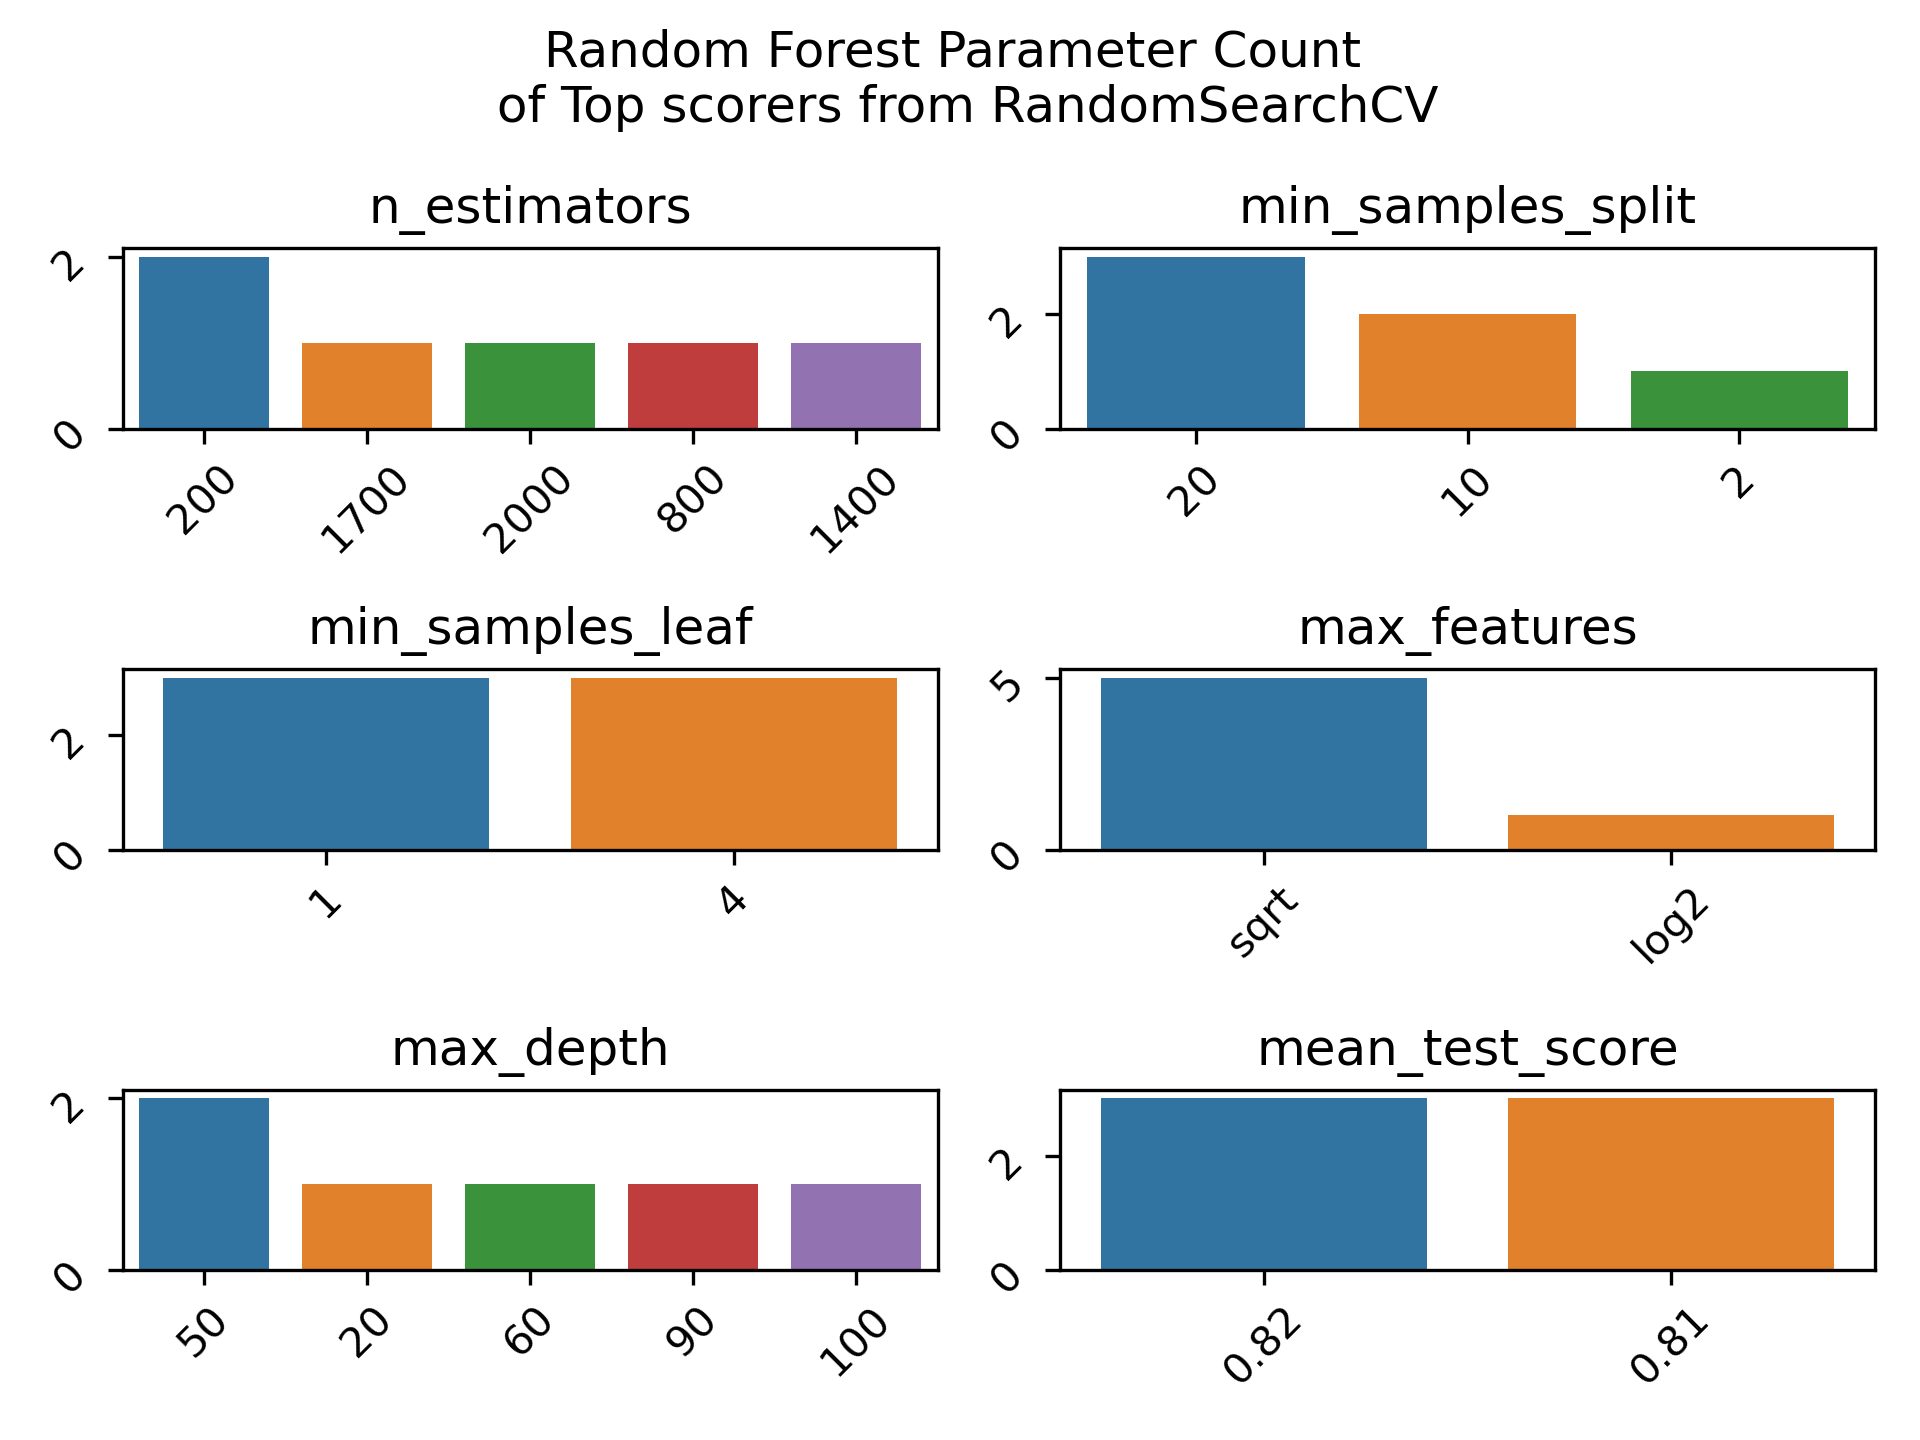 Random Forest Parameter Count
of Top scorers from RandomSearchCV
n_estimators
2
0
200 1700 2000 800 1400
min_samples_split
2
0
20 10 2
min_samples_leaf
2
0
1 4
max_features
5
0
sqrt log2
max_depth
2
0
50 20 60 90 100
mean_test_score
2
0
0.82 0.81